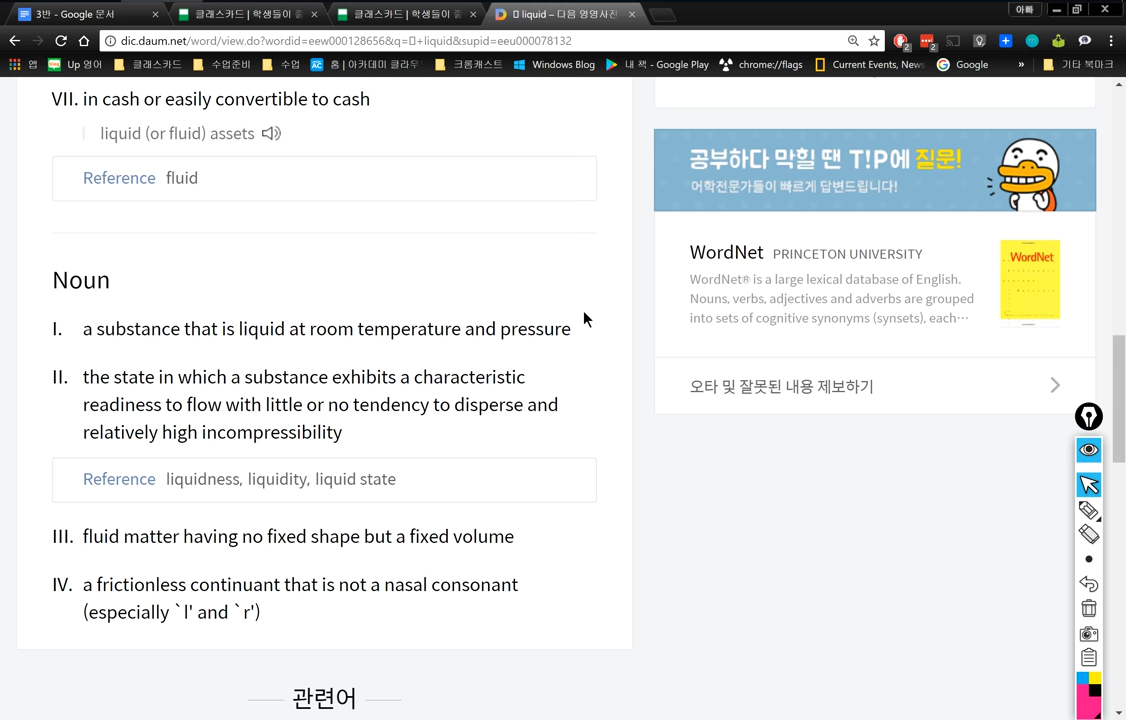 3반 - Google 문서
클래스카드 | 학생들이 좋
클래스카드 | 학생들이 좋
liquid – 다음 영영사전
아빠
dic.daum.net/word/view.do?wordid=eew000128656&q=▯+liquid&supid=eeu000078132
앱 Up 영어 클래스카드 수업준비 수업 홈 | 아카데미 클라우 크롬캐스트 Windows Blog 내 책 - Google Play chrome://flags Current Events, News Google » 기타 북마크
VII. in cash or easily convertible to cash
liquid (or fluid) assets
Reference fluid
Noun
I. a substance that is liquid at room temperature and pressure
II. the state in which a substance exhibits a characteristic
readiness to flow with little or no tendency to disperse and
relatively high incompressibility
Reference liquidness, liquidity, liquid state
III. fluid matter having no fixed shape but a fixed volume
IV. a frictionless continuant that is not a nasal consonant
(especially `l' and `r')
관련어
공부하다 막힐 땐 T!P에 질문!
어학전문가들이 빠르게 답변드립니다!
WordNet PRINCETON UNIVERSITY
WordNet® is a large lexical database of English.
Nouns, verbs, adjectives and adverbs are grouped
into sets of cognitive synonyms (synsets), each…
WordNet
오타 및 잘못된 내용 제보하기